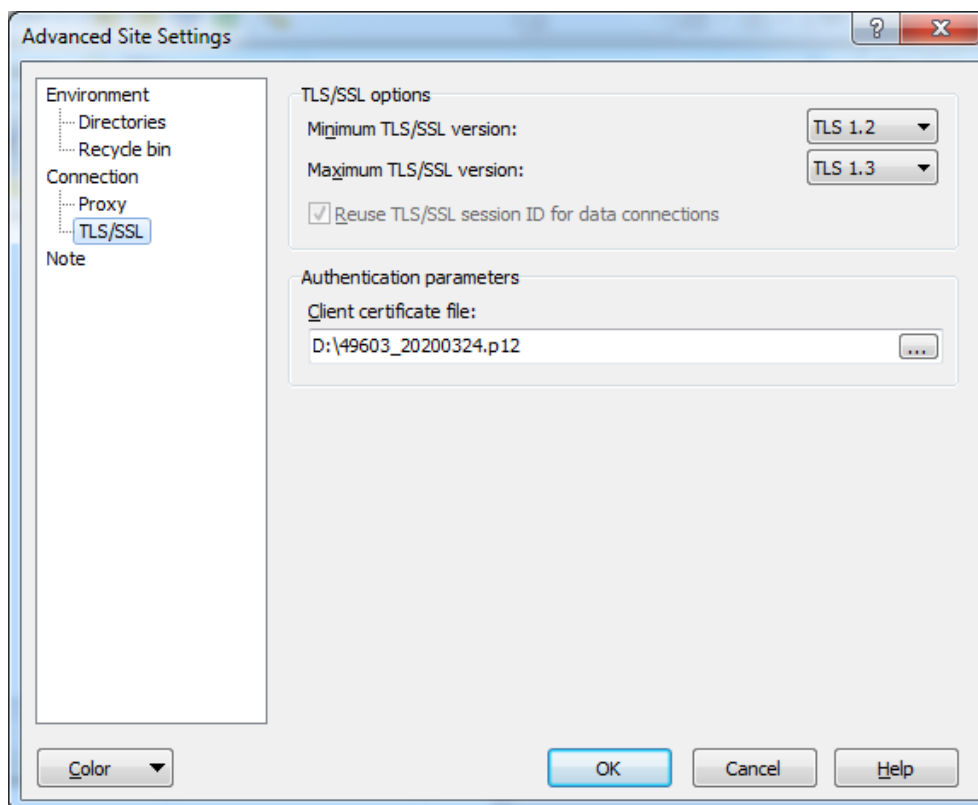 Advanced Site Settings
Environment
Directories
Recycle bin
Connection
Proxy
TLS/SSL
Note
TLS/SSL options
Minimum TLS/SSL version:
TLS 1.2
Maximum TLS/SSL version:
TLS 1.3
Reuse TLS/SSL session ID for data connections
Authentication parameters
Client certificate file:
D:\49603_20200324.p12
...
Color
OK
Cancel
Help